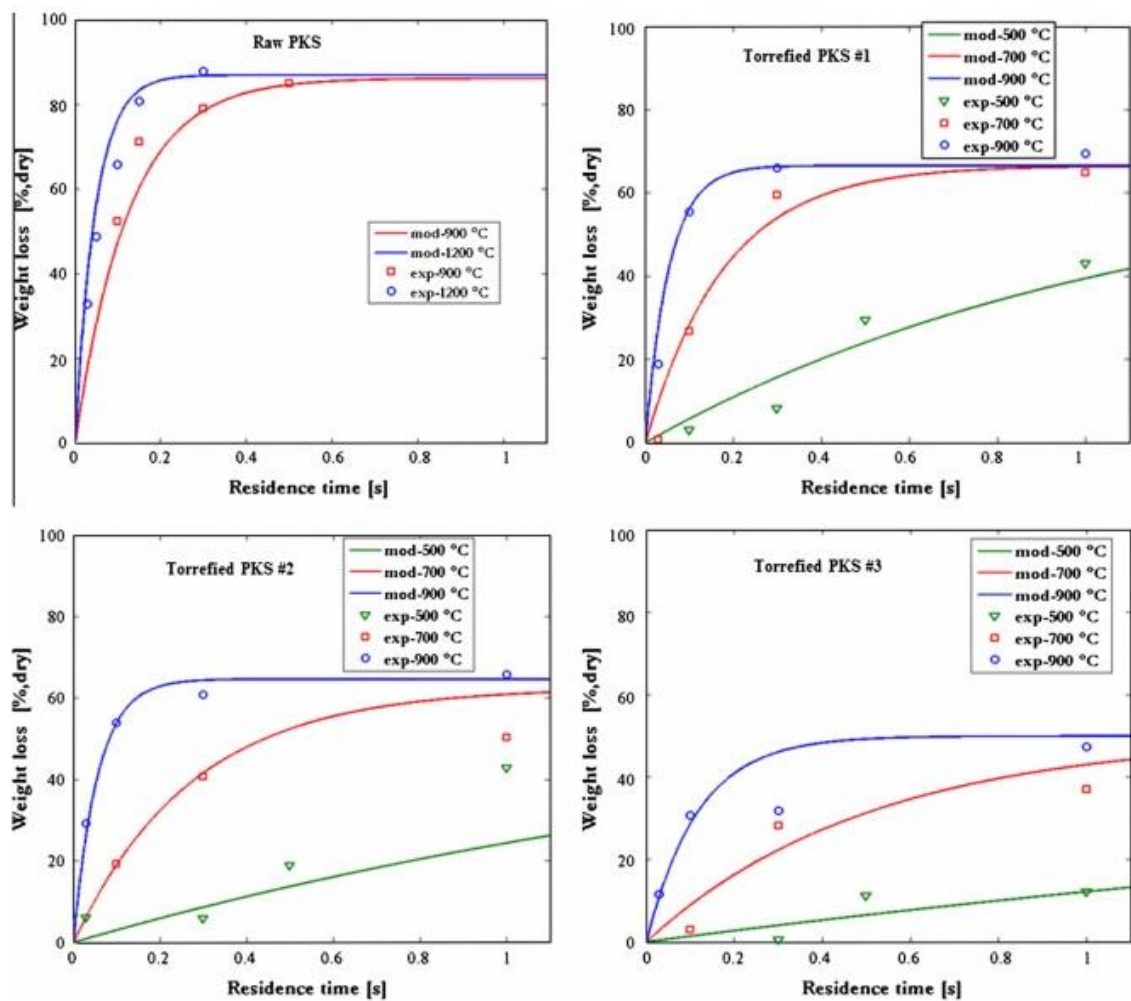 Raw PKS
100
80
60
40
20
0
Weight loss [%,dry]
mod-900 °C
mod-1200 °C
exp-900 °C
exp-1200 °C
0 0.2 0.4 0.6 0.8 1
Residence time [s]
Torrefied PKS #1
100
80
60
40
20
0
Weight loss [%,dry]
mod-500 °C
mod-700 °C
mod-900 °C
exp-500 °C
exp-700 °C
exp-900 °C
0 0.2 0.4 0.6 0.8 1
Residence time [s]
Torrefied PKS #2
100
80
60
40
20
0
Weight loss [%,dry]
mod-500 °C
mod-700 °C
mod-900 °C
exp-500 °C
exp-700 °C
exp-900 °C
0 0.2 0.4 0.6 0.8 1
Residence time [s]
Torrefied PKS #3
100
80
60
40
20
0
Weight loss [%,dry]
mod-500 °C
mod-700 °C
mod-900 °C
exp-500 °C
exp-700 °C
exp-900 °C
0 0.2 0.4 0.6 0.8 1
Residence time [s]